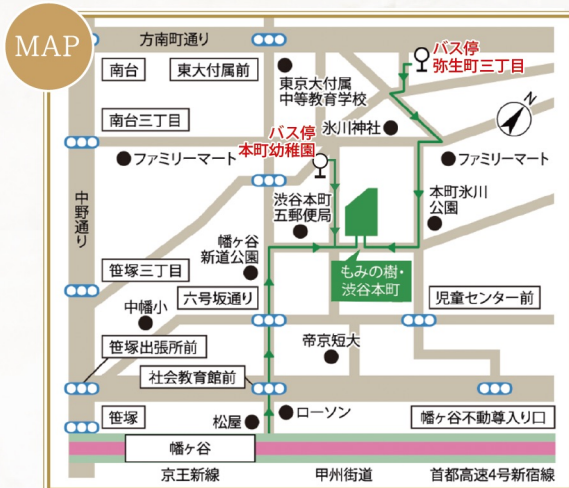 MAP
方南町通り
バス停
弥生町三丁目
南台
東大付属前
東京大付属
中等教育学校
N
南台三丁目
バス停
本町幼稚園
氷川神社
ファミリーマート
ファミリーマート
中野通り
渋谷本町
五郵便局
本町氷川
公園
幡ヶ谷
新道公園
もみの樹・
渋谷本町
笹塚三丁目
六号坂通り
児童センター前
中幡小
笹塚出張所前
帝京短大
社会教育館前
笹塚
松屋
ローソン
幡ヶ谷不動尊入り口
幡ヶ谷
京王新線
甲州街道
首都高速4号新宿線